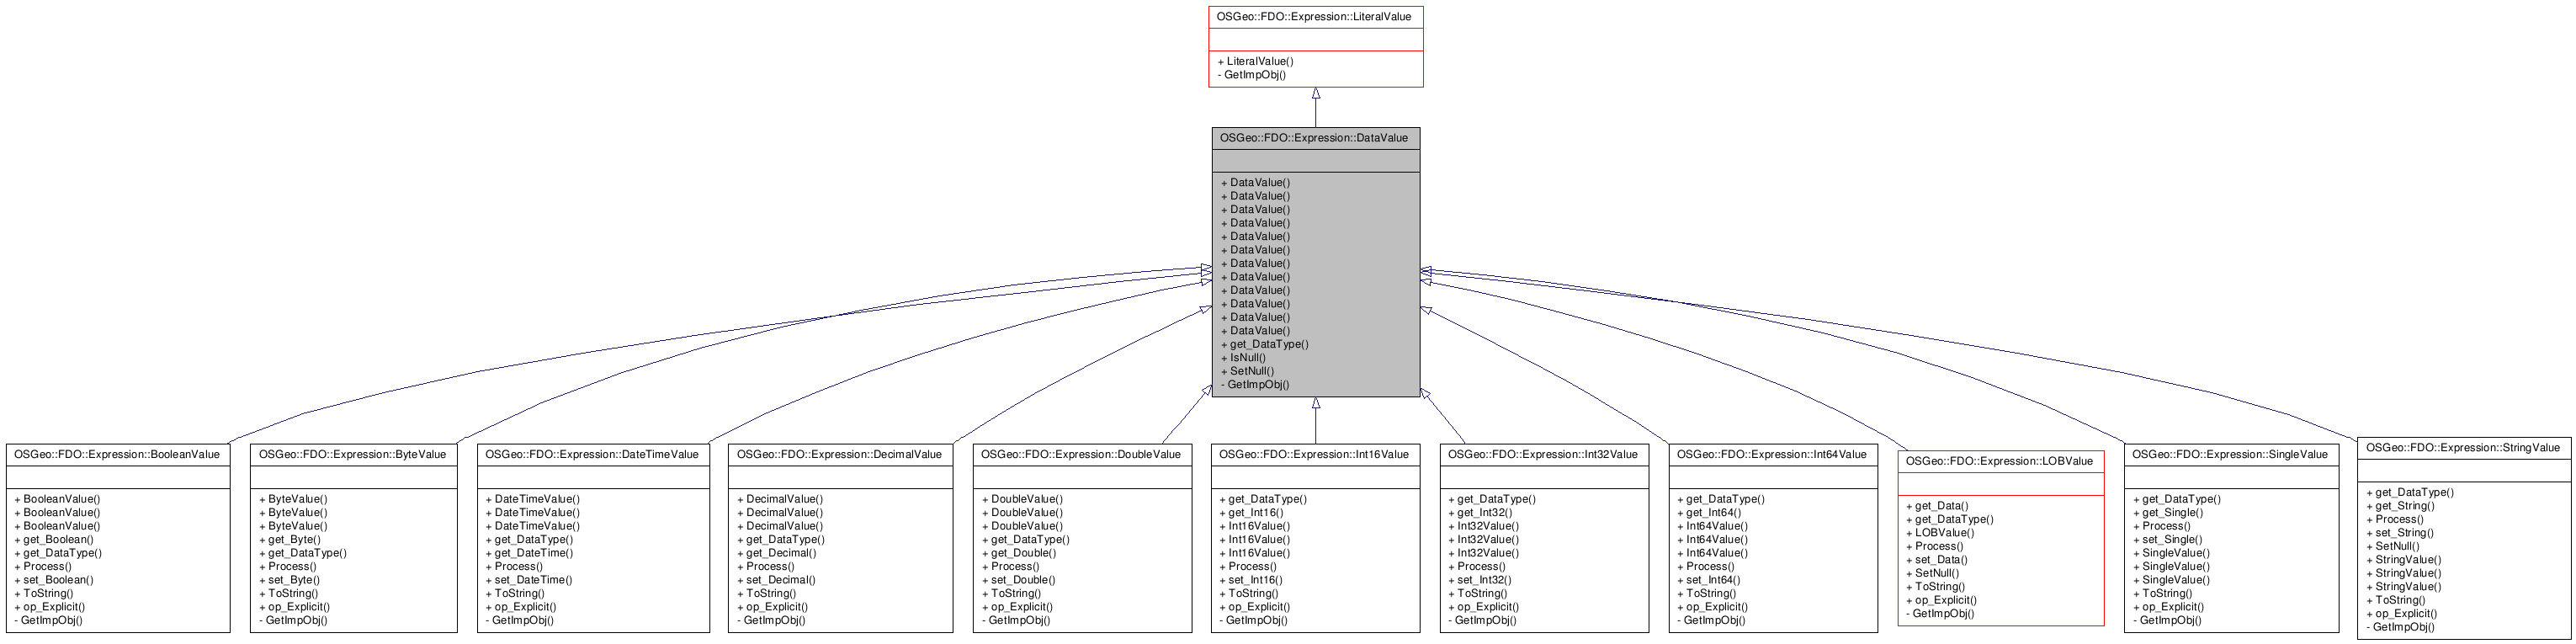 OSGeo::FDO::Expression::LiteralValue
+ LiteralValue()
- GetImpObj()
OSGeo::FDO::Expression::DataValue
+ DataValue()
+ DataValue()
+ DataValue()
+ DataValue()
+ DataValue()
+ DataValue()
+ DataValue()
+ DataValue()
+ DataValue()
+ DataValue()
+ DataValue()
+ DataValue()
+ get_DataType()
+ IsNull()
+ SetNull()
- GetImpObj()
OSGeo::FDO::Expression::BooleanValue
+ BooleanValue()
+ BooleanValue()
+ BooleanValue()
+ get_Boolean()
+ get_DataType()
+ Process()
+ set_Boolean()
+ ToString()
+ op_Explicit()
- GetImpObj()
OSGeo::FDO::Expression::ByteValue
+ ByteValue()
+ ByteValue()
+ ByteValue()
+ get_Byte()
+ get_DataType()
+ Process()
+ set_Byte()
+ ToString()
+ op_Explicit()
- GetImpObj()
OSGeo::FDO::Expression::DateTimeValue
+ DateTimeValue()
+ DateTimeValue()
+ DateTimeValue()
+ get_DataType()
+ get_DateTime()
+ Process()
+ set_DateTime()
+ ToString()
+ op_Explicit()
- GetImpObj()
OSGeo::FDO::Expression::DecimalValue
+ DecimalValue()
+ DecimalValue()
+ DecimalValue()
+ get_DataType()
+ get_Decimal()
+ Process()
+ set_Decimal()
+ ToString()
+ op_Explicit()
- GetImpObj()
OSGeo::FDO::Expression::DoubleValue
+ DoubleValue()
+ DoubleValue()
+ DoubleValue()
+ get_DataType()
+ get_Double()
+ Process()
+ set_Double()
+ ToString()
+ op_Explicit()
- GetImpObj()
OSGeo::FDO::Expression::Int16Value
+ get_DataType()
+ get_Int16()
+ Int16Value()
+ Int16Value()
+ Int16Value()
+ Process()
+ set_Int16()
+ ToString()
+ op_Explicit()
- GetImpObj()
OSGeo::FDO::Expression::Int32Value
+ get_DataType()
+ get_Int32()
+ Int32Value()
+ Int32Value()
+ Int32Value()
+ Process()
+ set_Int32()
+ ToString()
+ op_Explicit()
- GetImpObj()
OSGeo::FDO::Expression::Int64Value
+ get_DataType()
+ get_Int64()
+ Int64Value()
+ Int64Value()
+ Int64Value()
+ Process()
+ set_Int64()
+ ToString()
+ op_Explicit()
- GetImpObj()
OSGeo::FDO::Expression::LOBValue
+ get_Data()
+ get_DataType()
+ LOBValue()
+ Process()
+ set_Data()
+ SetNull()
+ ToString()
+ op_Explicit()
- GetImpObj()
OSGeo::FDO::Expression::SingleValue
+ get_DataType()
+ get_Single()
+ Process()
+ set_Single()
+ SingleValue()
+ SingleValue()
+ SingleValue()
+ ToString()
+ op_Explicit()
- GetImpObj()
OSGeo::FDO::Expression::StringValue
+ get_DataType()
+ get_String()
+ Process()
+ set_String()
+ SetNull()
+ StringValue()
+ StringValue()
+ StringValue()
+ ToString()
+ op_Explicit()
- GetImpObj()